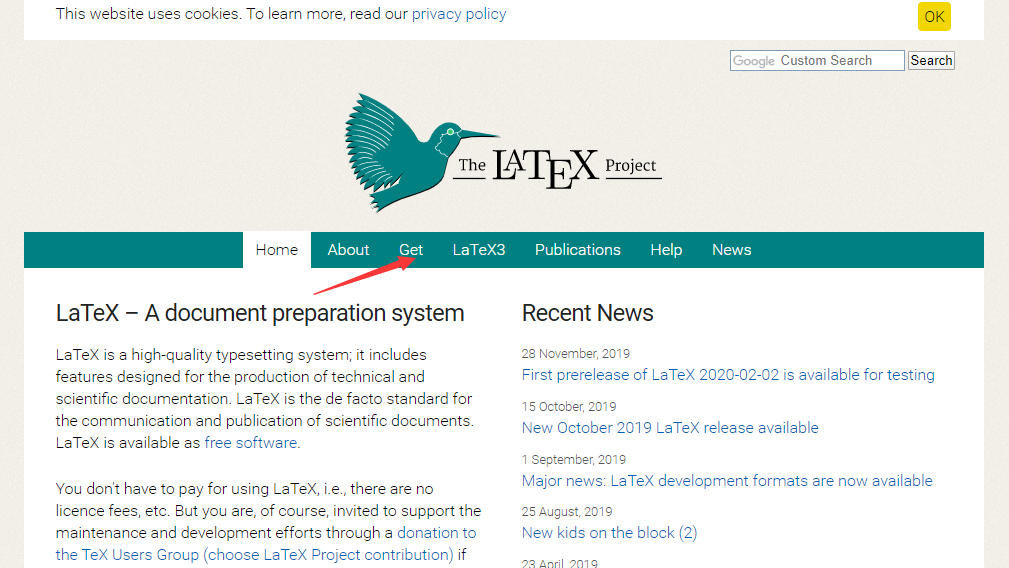 This website uses cookies. To learn more, read our privacy policy
OK
Google Custom Search
Search
The LATEX Project
Home About Get LaTeX3 Publications Help News
LaTeX – A document preparation system
LaTeX is a high-quality typesetting system; it includes
features designed for the production of technical and
scientific documentation. LaTeX is the de facto standard for
the communication and publication of scientific documents.
LaTeX is available as free software.
You don't have to pay for using LaTeX, i.e., there are no
licence fees, etc. But you are, of course, invited to support the
maintenance and development efforts through a donation to
the TeX Users Group (choose LaTeX Project contribution) if
Recent News
28 November, 2019
First prerelease of LaTeX 2020-02-02 is available for testing
15 October, 2019
New October 2019 LaTeX release available
1 September, 2019
Major news: LaTeX development formats are now available
25 August, 2019
New kids on the block (2)
23 April, 2019